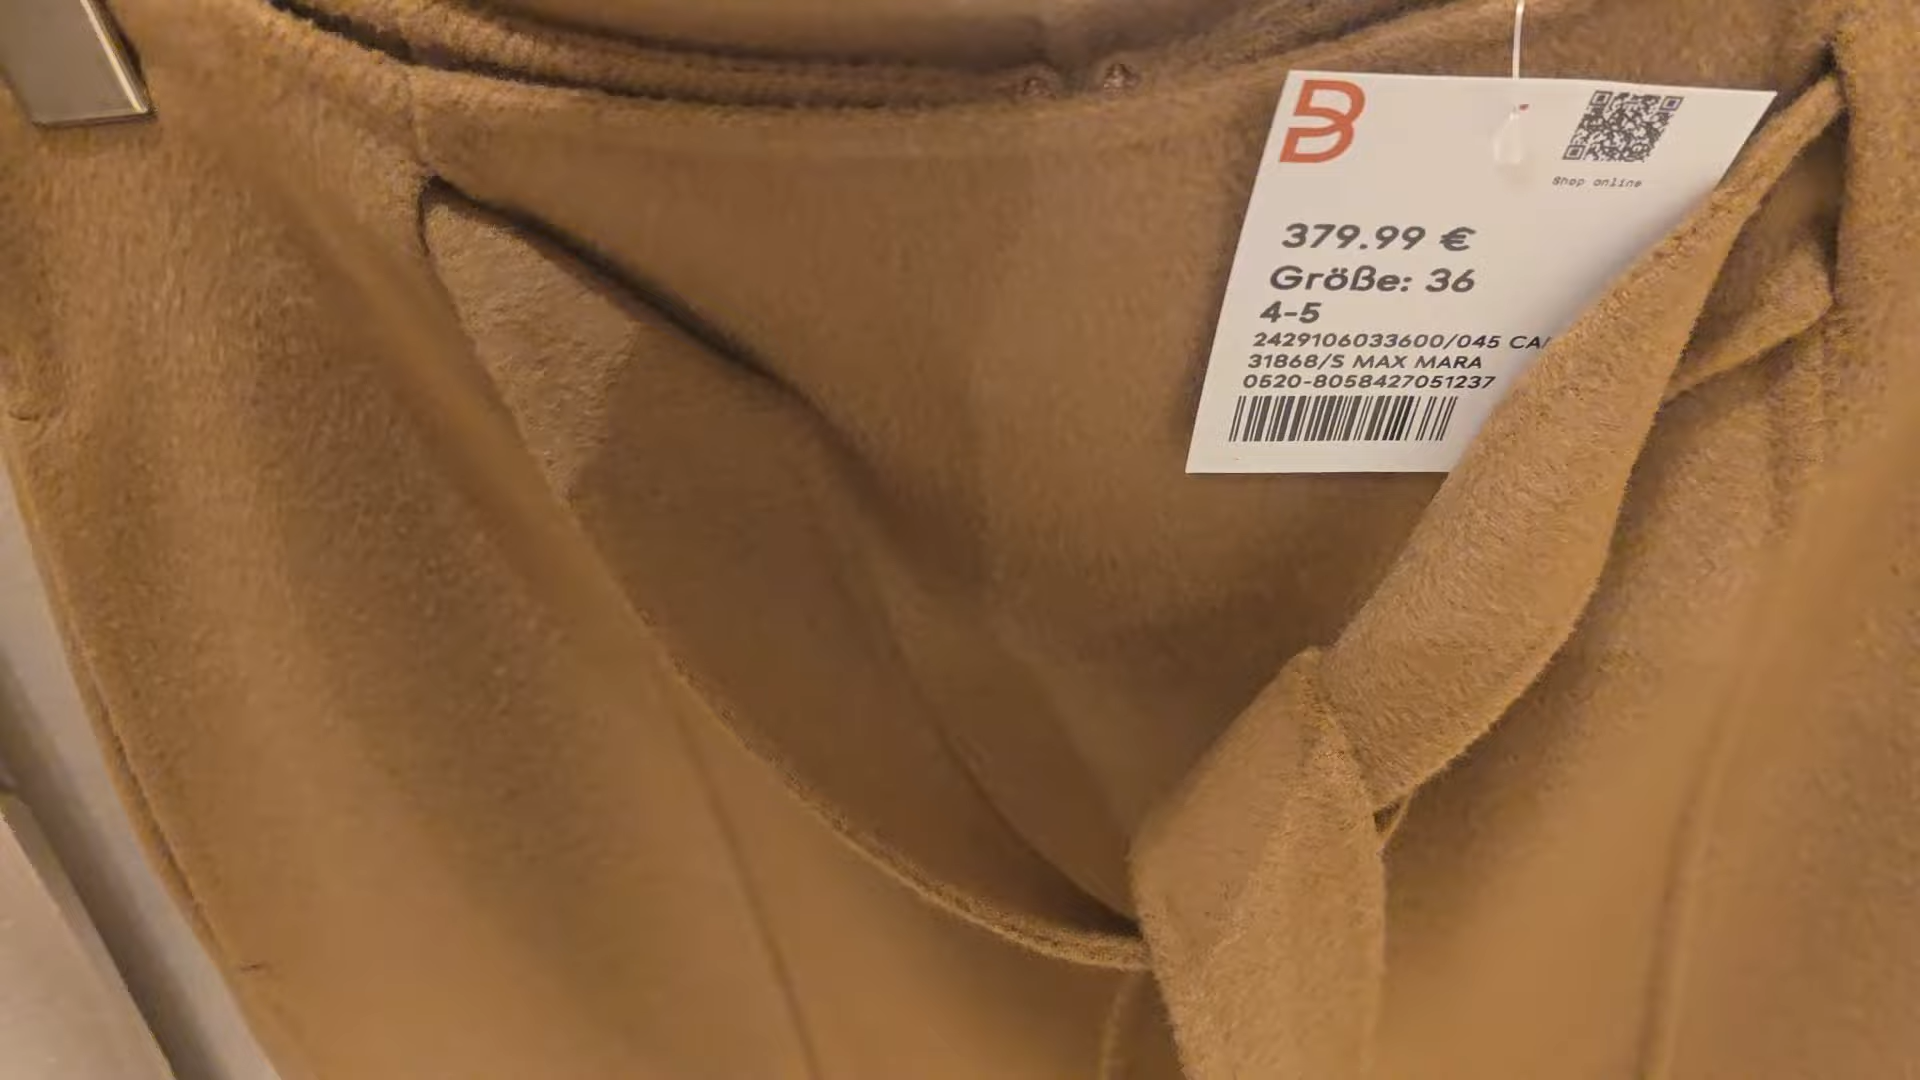 B
Shop online
379.99 €
Größe: 36
4-5
2429106033600/045
31868/S MAX MARA
0520-8058427051237